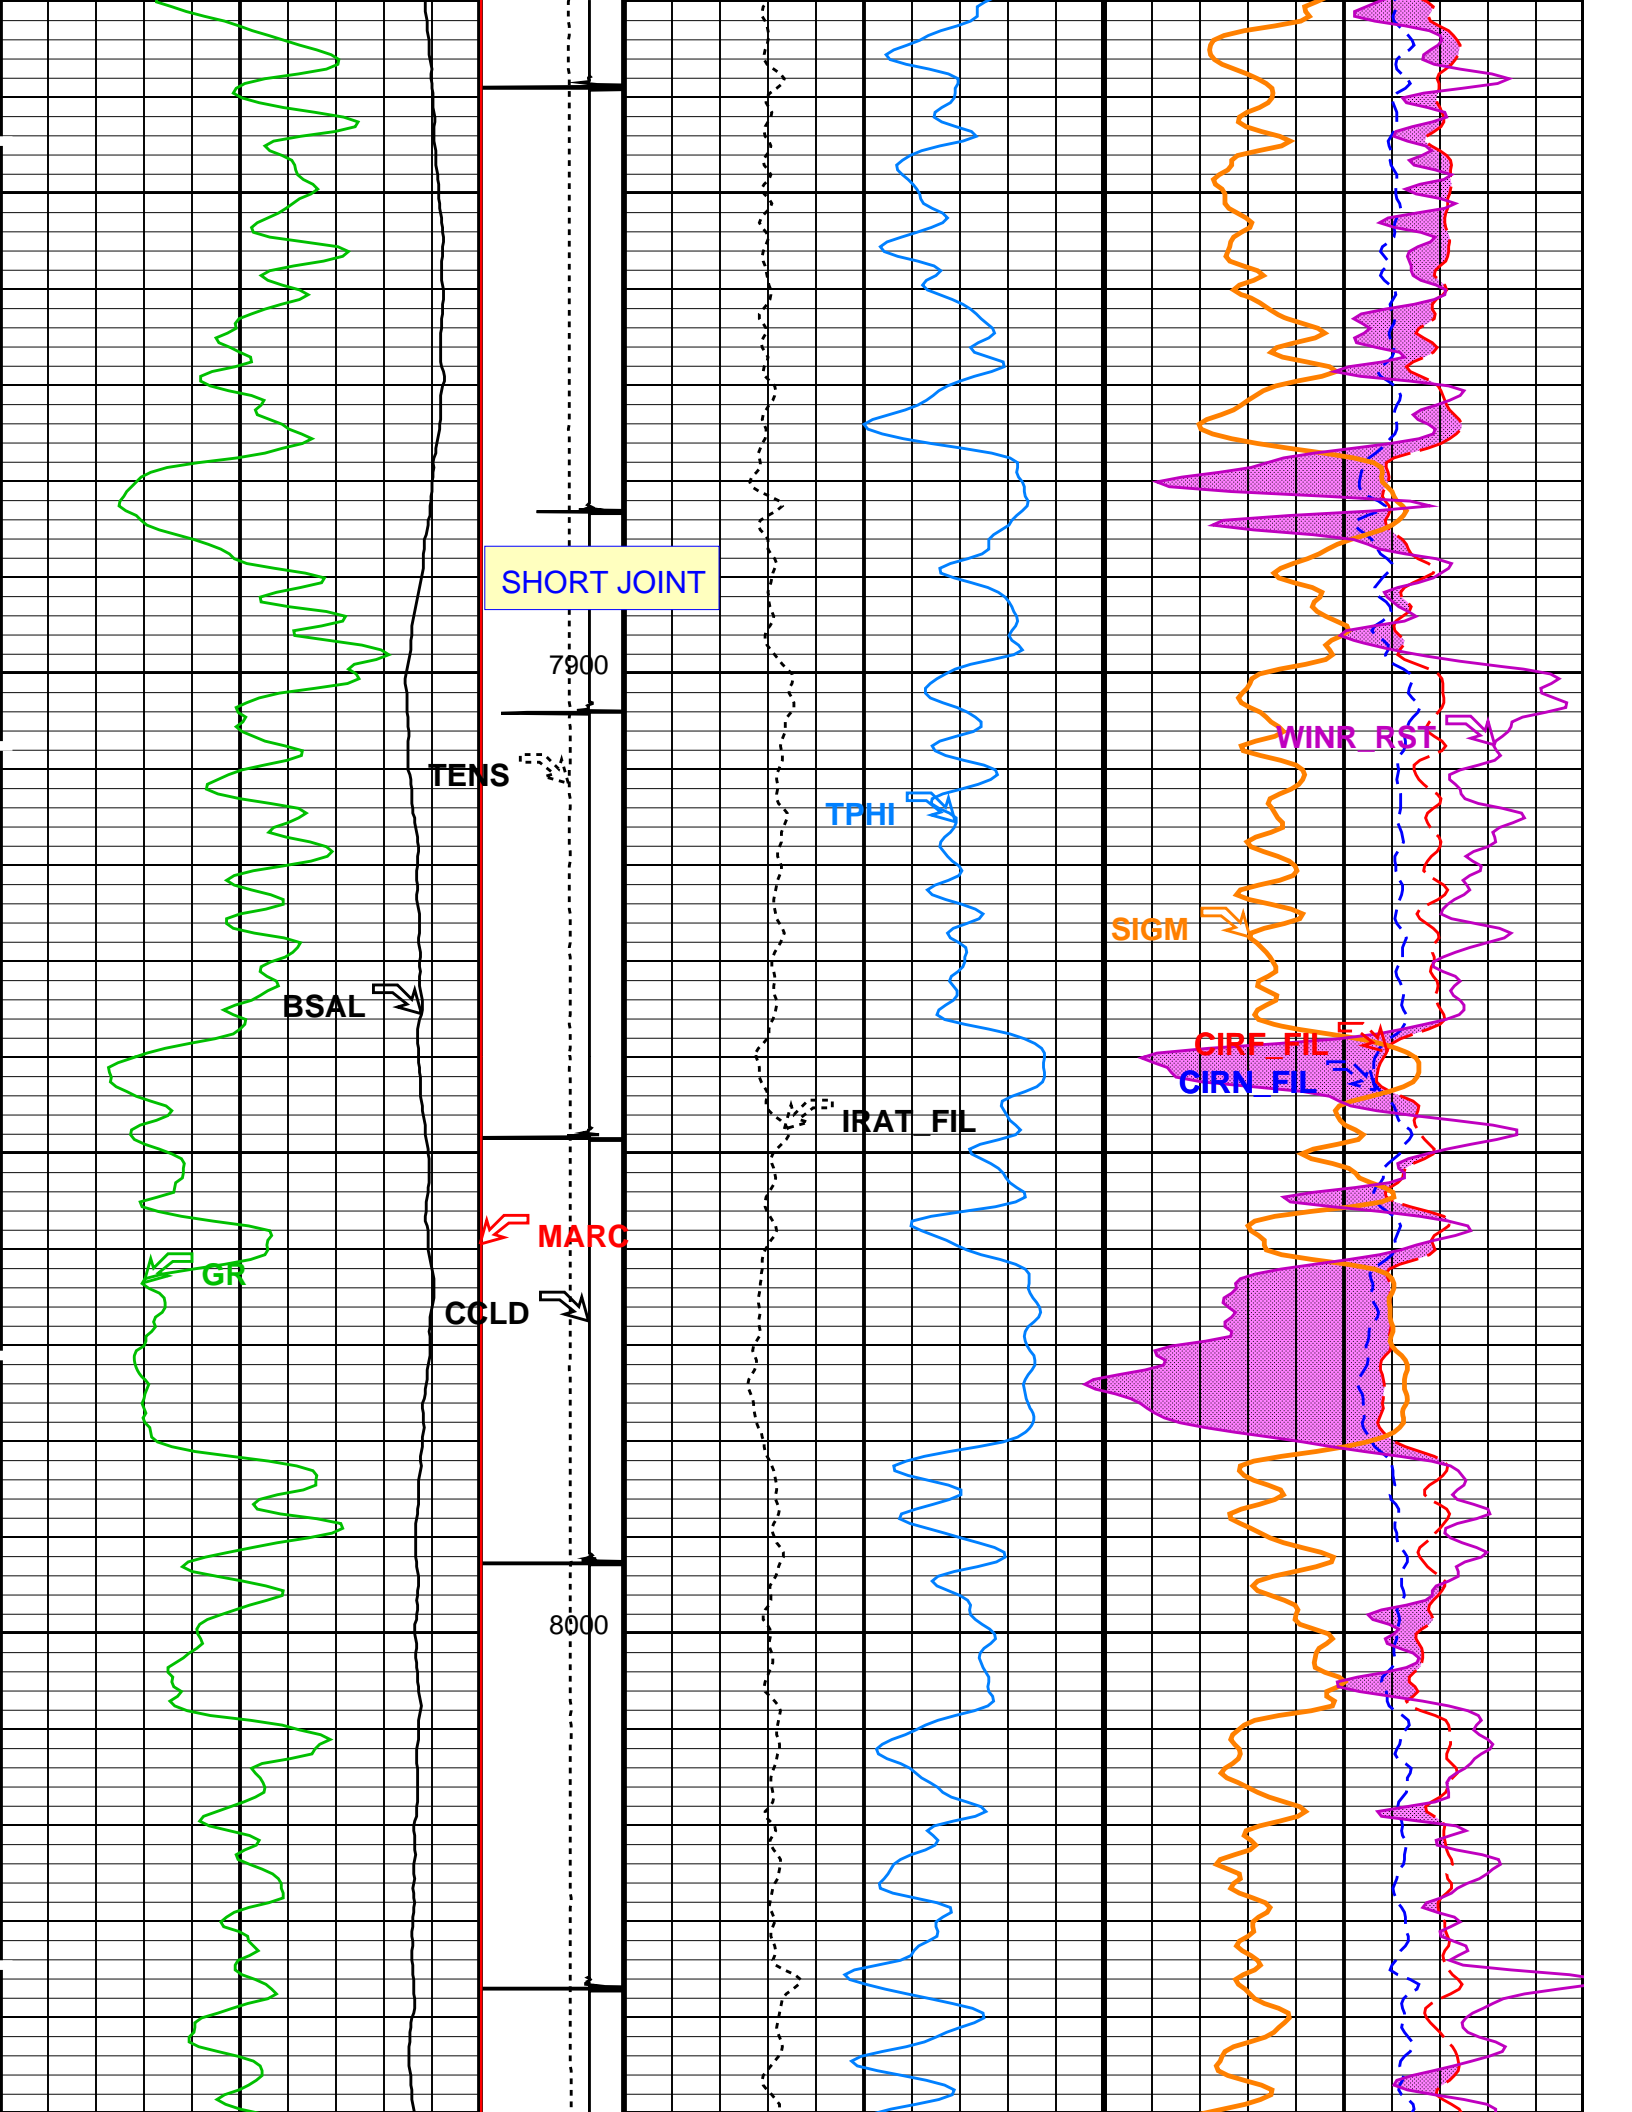 SHORT JOINT
7900
WINR_RST
TENS
TPHI
SIGM
BSAL
CIRF_FIL
CIRN_FIL
IRAT_FIL
MARC
GR
CCLD
8000